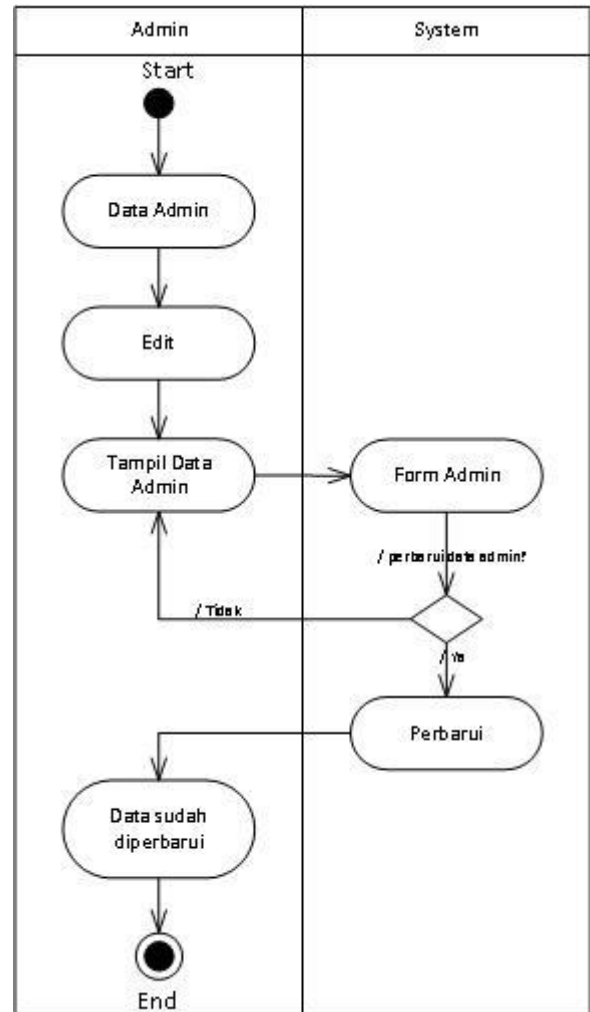 Admin
System
Start
Data Admin
Edit
Tampil Data
Admin
Form Admin
/ perbarui data admin?
/ Tidak
/ Ya
Perbarui
Data sudah
diperbarui
End